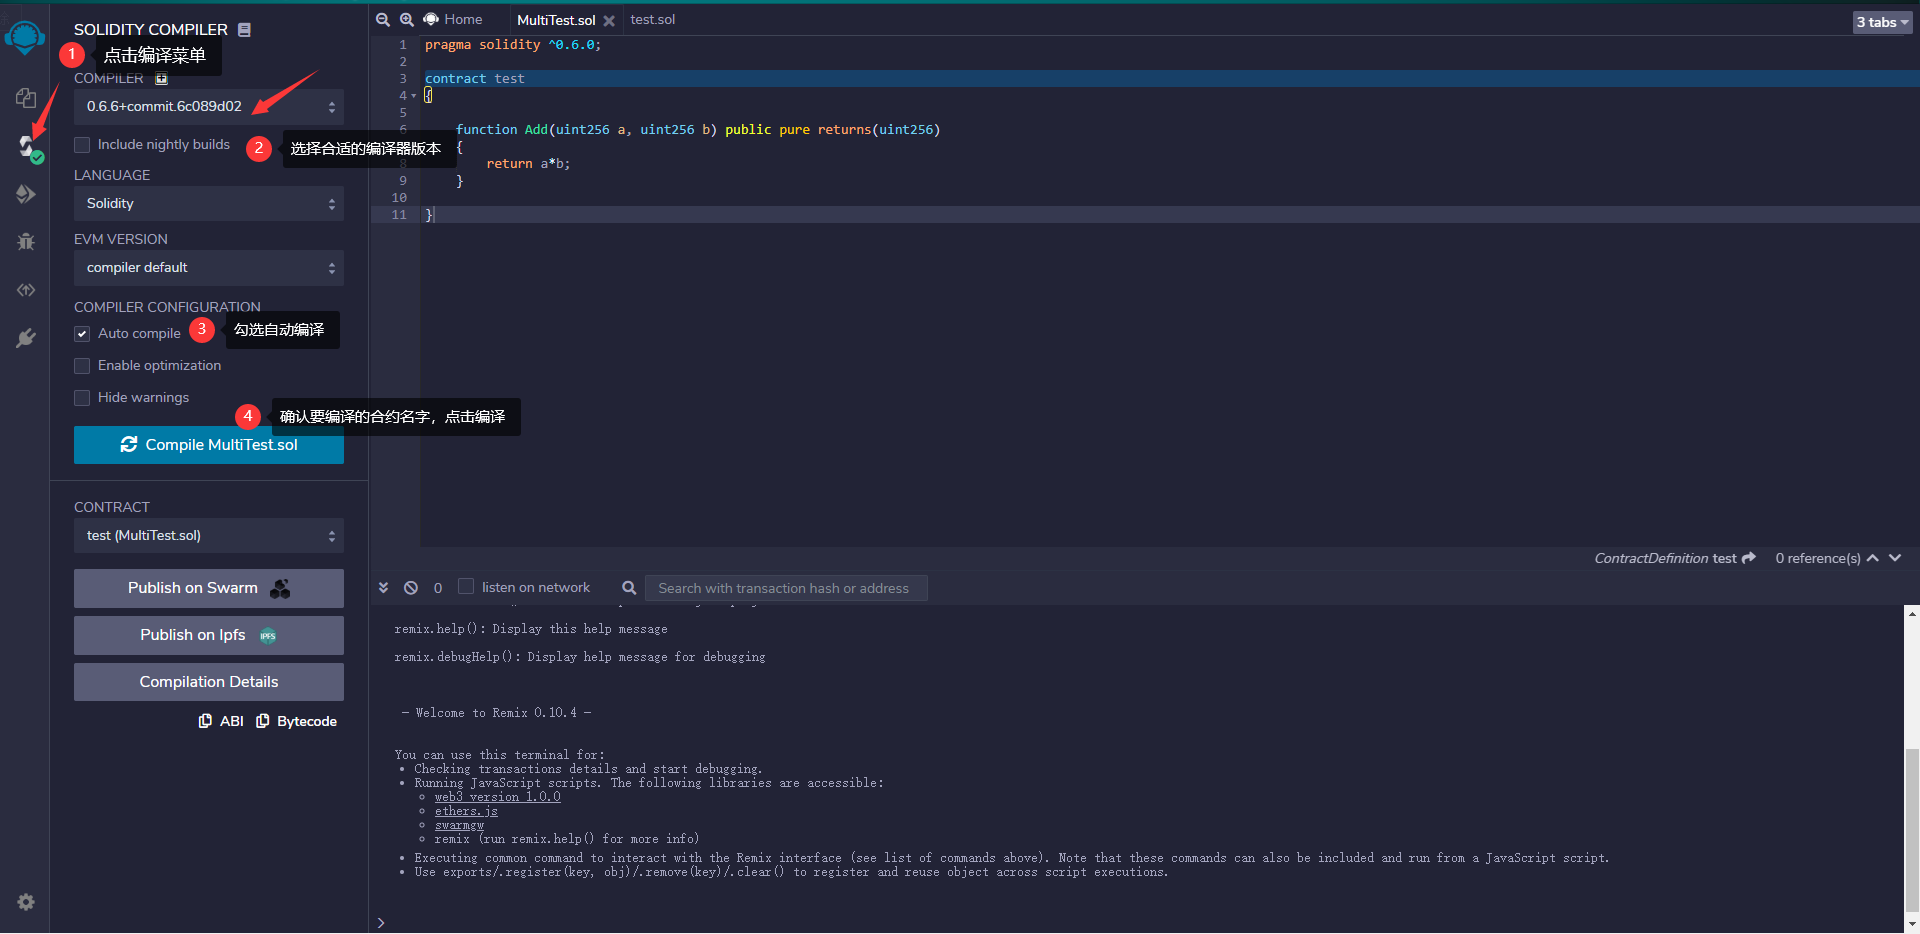 SOLIDITY COMPILER
1 点击编译菜单
COMPILER
0.6.6+commit.6c089d02
Include nightly builds
2 选择合适的编译器版本
LANGUAGE
Solidity
EVM VERSION
compiler default
COMPILER CONFIGURATION
Auto compile
3 勾选自动编译
Enable optimization
Hide warnings
4 确认要编译的合约名字，点击编译
Compile MultiTest.sol
CONTRACT
test (MultiTest.sol)
Publish on Swarm
Publish on Ipfs IPFS
Compilation Details
ABI Bytecode
Home MultiTest.sol test.sol 3 tabs
1 pragma solidity ^0.6.0;
2
3 contract test
4 {
5
6 function Add(uint256 a, uint256 b) public pure returns(uint256)
{
8 return a*b;
9 }
10
11 }
ContractDefinition test 0 reference(s)
0 listen on network Search with transaction hash or address
remix.help(): Display this help message
remix.debugHelp(): Display help message for debugging
- Welcome to Remix 0.10.4 -
You can use this terminal for:
• Checking transactions details and start debugging.
• Running JavaScript scripts. The following libraries are accessible:
◦ web3 version 1.0.0
◦ ethers.js
◦ swarmgw
◦ remix (run remix.help() for more info)
• Executing common command to interact with the Remix interface (see list of commands above). Note that these commands can also be included and run from a JavaScript script.
• Use exports/.register(key, obj)/.remove(key)/.clear() to register and reuse object across script executions.
>